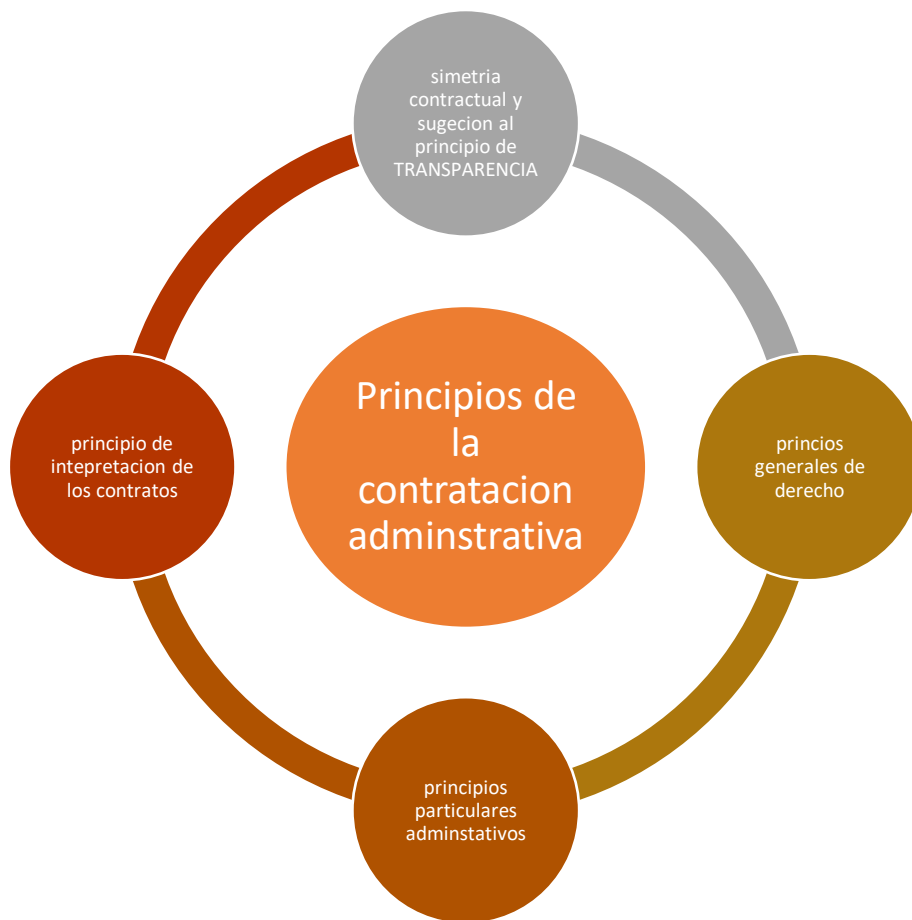 simetria
contractual y
sugecion al
principio de
TRANSPARENCIA
Principios de
la
contratacion
adminstrativa
principio de
intepretacion de
los contratos
princios
generales de
derecho
principios
particulares
adminstativos